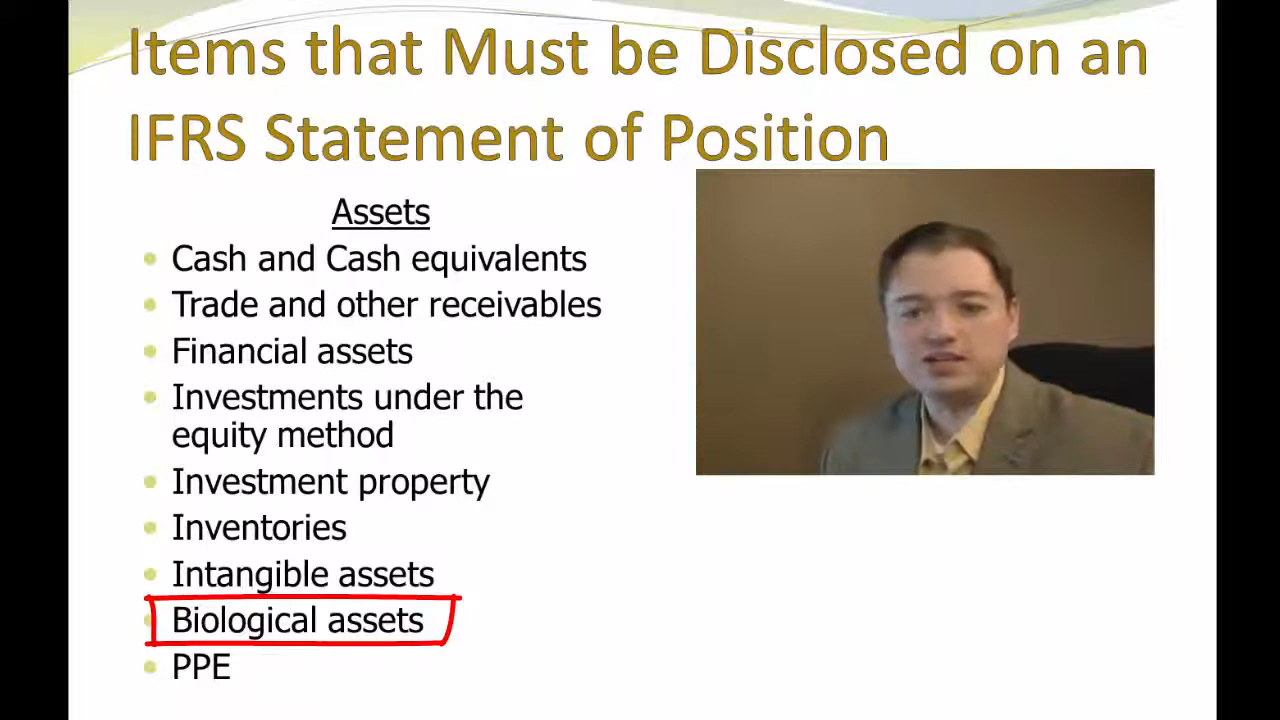 Items that Must be Disclosed on an
IFRS Statement of Position
Assets
Cash and Cash equivalents
Trade and other receivables
Financial assets
Investments under the
equity method
Investment property
Inventories
Intangible assets
Biological assets
PPE